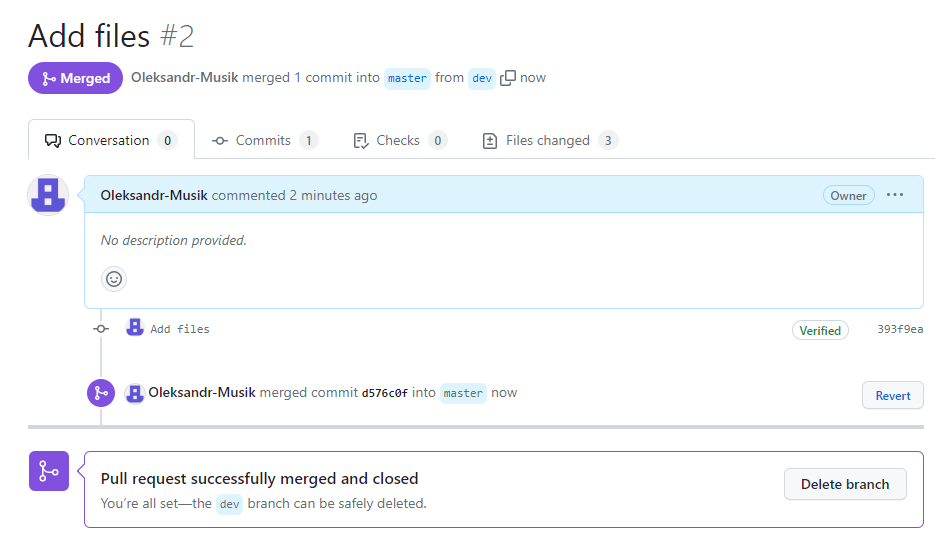 Add files #2
Merged Oleksandr-Musik merged 1 commit into master from dev now
Conversation 0 Commits 1 Checks 0 Files changed 3
Oleksandr-Musik commented 2 minutes ago Owner ...
No description provided.
Add files Verified 393f9ea
Oleksandr-Musik merged commit d576c0f into master now Revert
Pull request successfully merged and closed
You're all set—the dev branch can be safely deleted.
Delete branch